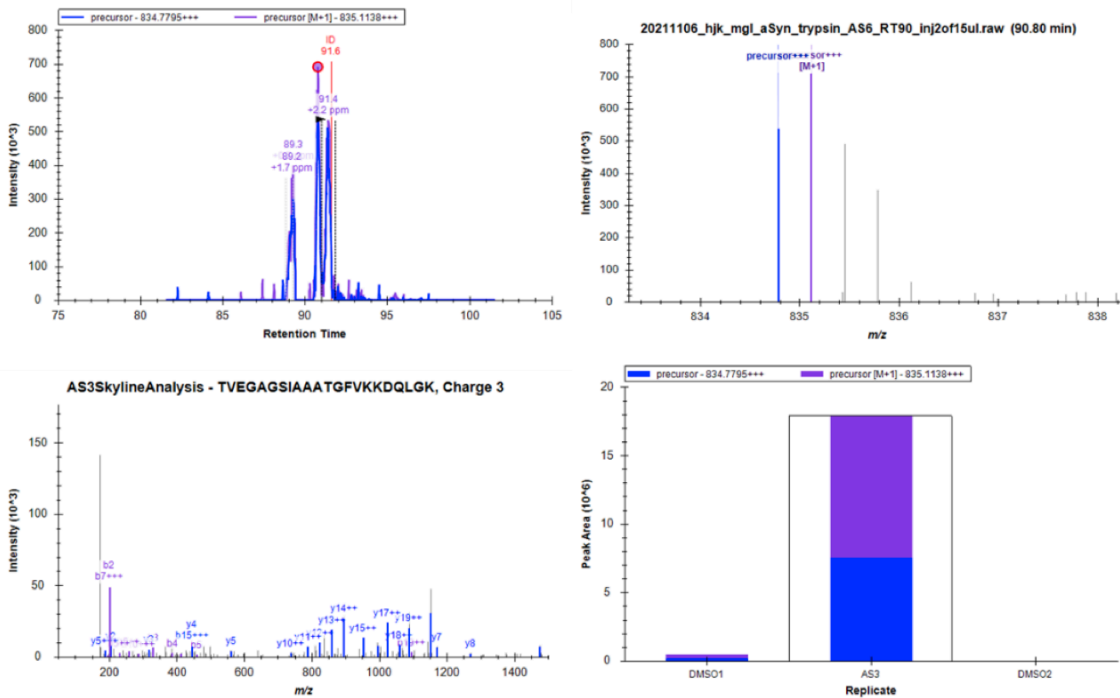 precursor - 834.7795+++ precursor [M+1] - 835.1138+++
ID
91.6
91.4
+2.2 ppm
89.3
89.2
+1.7 ppm
Intensity (10^3)
800
700
600
500
400
300
200
100
0
75 80 85 90 95 100 105
Retention Time
20211106_hjk_mgl_aSyn_trypsin_AS6_RT90_inj2of15ul.raw (90.80 min)
precursor+++
[M+1]
Intensity (10^3)
800
700
600
500
400
300
200
100
0
834 835 836 837 838
m/z
AS3SkylineAnalysis - TVEGAGSIAAATGFVKKDQLGK, Charge 3
Intensity (10^3)
150
100
50
0
b2
b7+++
y4
b15+++
y5
y10++
y13++
y14++
y15++
y17++
y18++
y19++
y7
y8
b4
200 400 600 800 1000 1200 1400
m/z
precursor - 834.7795+++ precursor [M+1] - 835.1138+++
Peak Area (10^6)
20
15
10
5
0
DMSO1 AS3 DMSO2
Replicate